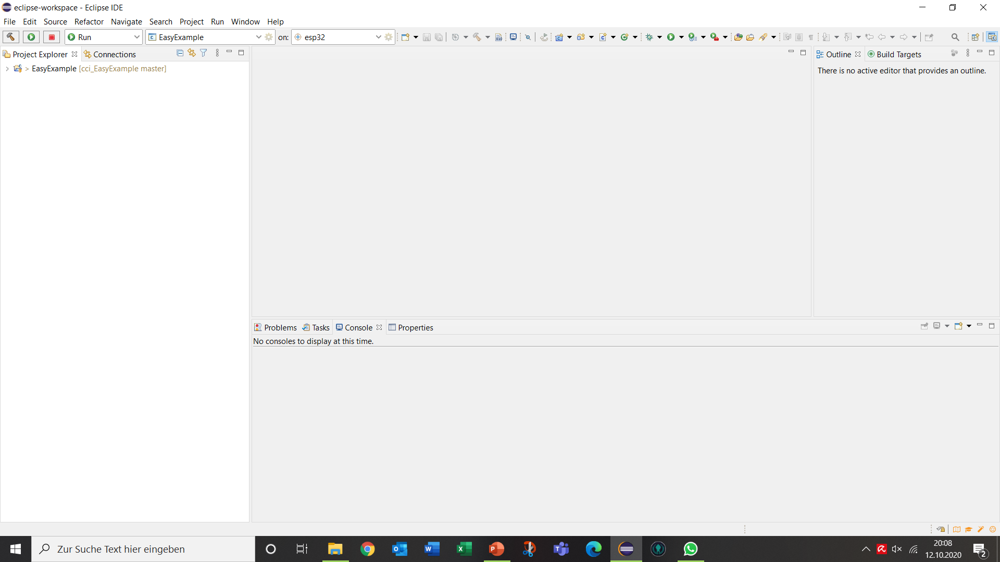 eclipse-workspace - Eclipse IDE
File Edit Source Refactor Navigate Search Project Run Window Help
Run EasyExample on: esp32
Project Explorer Connections
> EasyExample [cci_EasyExample master]
Outline Build Targets
There is no active editor that provides an outline.
Problems Tasks Console Properties
No consoles to display at this time.
Zur Suche Text hier eingeben
20:08
12.10.2020
2